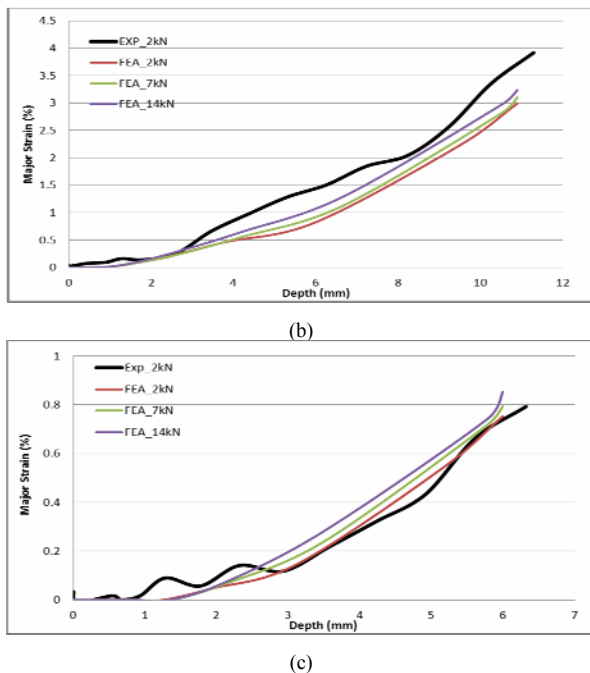 4.5
4
3.5
3
2.5
2
1.5
1
0.5
0
Major Strain (%)
EXP_2kN
FEA_2kN
FEA_7kN
FEA_14kN
0 2 4 6 8 10 12
Depth (mm)
(b)
1
0.8
0.6
0.4
0.2
0
Major Strain (%)
Exp_2kN
FEA_2kN
FEA_7kN
FEA_14kN
0 1 2 3 4 5 6 7
Depth (mm)
(c)